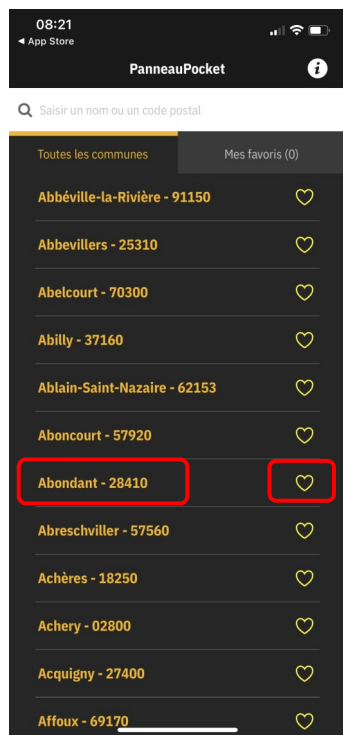 08:21
◄ App Store
PanneauPocket
i
Saisir un nom ou un code postal
Toutes les communes
Mes favoris (0)
Abbéville-la-Rivière - 91150
Abbevillers - 25310
Abelcourt - 70300
Abilly - 37160
Ablain-Saint-Nazaire - 62153
Aboncourt - 57920
Abondant - 28410
Abreschviller - 57560
Achères - 18250
Achery - 02800
Acquigny - 27400
Affoux - 69170